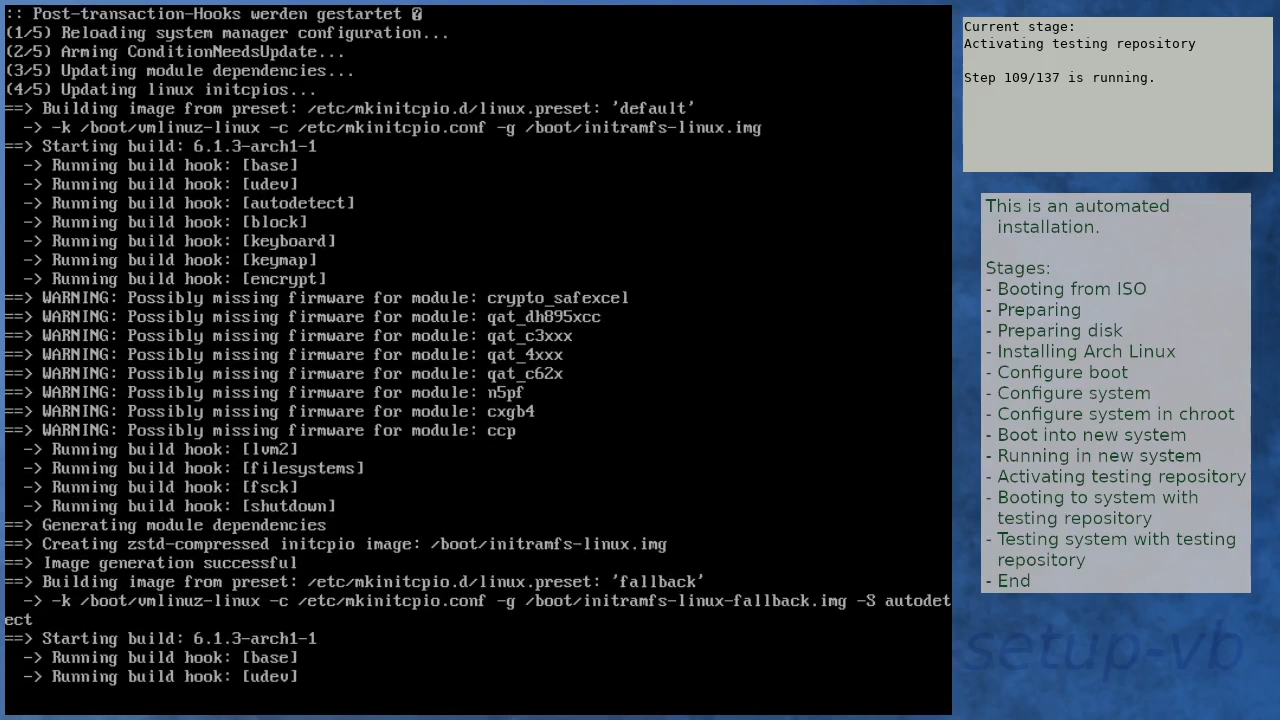 :: Post-transaction-Hooks werden gestartet �
(1/5) Reloading system manager configuration...
(2/5) Arming ConditionNeedsUpdate...
(3/5) Updating module dependencies...
(4/5) Updating linux initcpios...
==> Building image from preset: /etc/mkinitcpio.d/linux.preset: 'default'
  -> -k /boot/vmlinuz-linux -c /etc/mkinitcpio.conf -g /boot/initramfs-linux.img
==> Starting build: 6.1.3-arch1-1
  -> Running build hook: [base]
  -> Running build hook: [udev]
  -> Running build hook: [autodetect]
  -> Running build hook: [block]
  -> Running build hook: [keyboard]
  -> Running build hook: [keymap]
  -> Running build hook: [encrypt]
==> WARNING: Possibly missing firmware for module: crypto_safexcel
==> WARNING: Possibly missing firmware for module: qat_dh895xcc
==> WARNING: Possibly missing firmware for module: qat_c3xxx
==> WARNING: Possibly missing firmware for module: qat_4xxx
==> WARNING: Possibly missing firmware for module: qat_c62x
==> WARNING: Possibly missing firmware for module: n5pf
==> WARNING: Possibly missing firmware for module: cxgb4
==> WARNING: Possibly missing firmware for module: ccp
  -> Running build hook: [lvm2]
  -> Running build hook: [filesystems]
  -> Running build hook: [fsck]
  -> Running build hook: [shutdown]
==> Generating module dependencies
==> Creating zstd-compressed initcpio image: /boot/initramfs-linux.img
==> Image generation successful
==> Building image from preset: /etc/mkinitcpio.d/linux.preset: 'fallback'
  -> -k /boot/vmlinuz-linux -c /etc/mkinitcpio.conf -g /boot/initramfs-linux-fallback.img -S autodet
ect
==> Starting build: 6.1.3-arch1-1
  -> Running build hook: [base]
  -> Running build hook: [udev]
Current stage:
Activating testing repository
Step 109/137 is running.
This is an automated
installation.
Stages:
- Booting from ISO
- Preparing
- Preparing disk
- Installing Arch Linux
- Configure boot
- Configure system
- Configure system in chroot
- Boot into new system
- Running in new system
- Activating testing repository
- Booting to system with
testing repository
- Testing system with testing
repository
- End
setup-vb